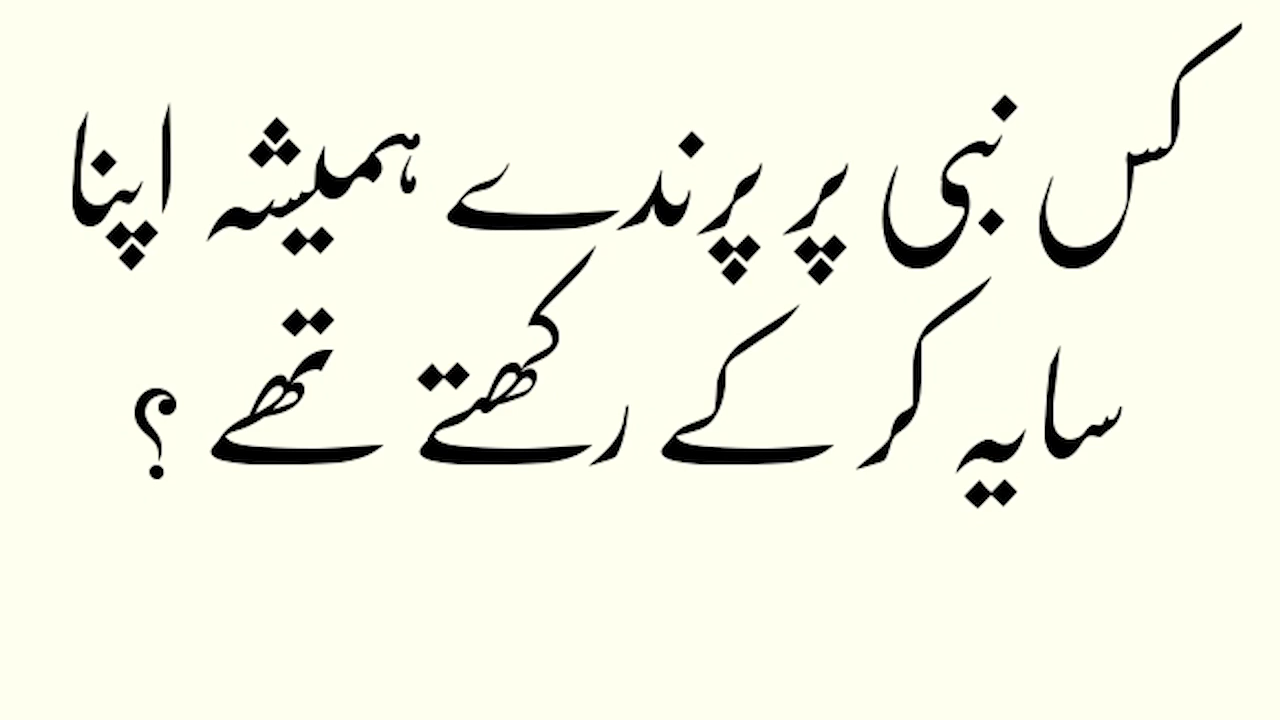 کس نبی پر پرندے ہمیشہ اپنا
سایہ کر کے رکھتے تھے ؟